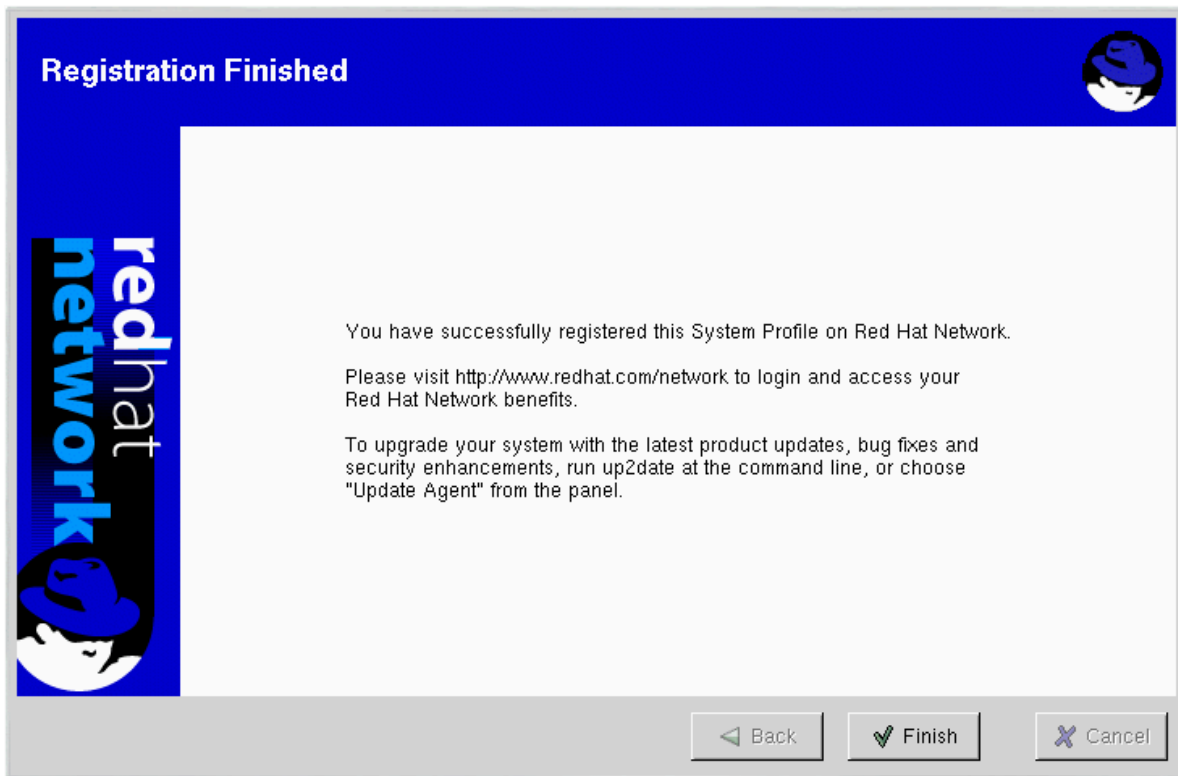 Registration Finished
redhat
network
You have successfully registered this System Profile on Red Hat Network.
Please visit http://www.redhat.com/network to login and access your
Red Hat Network benefits.
To upgrade your system with the latest product updates, bug fixes and
security enhancements, run up2date at the command line, or choose
"Update Agent" from the panel.
Back
Finish
Cancel